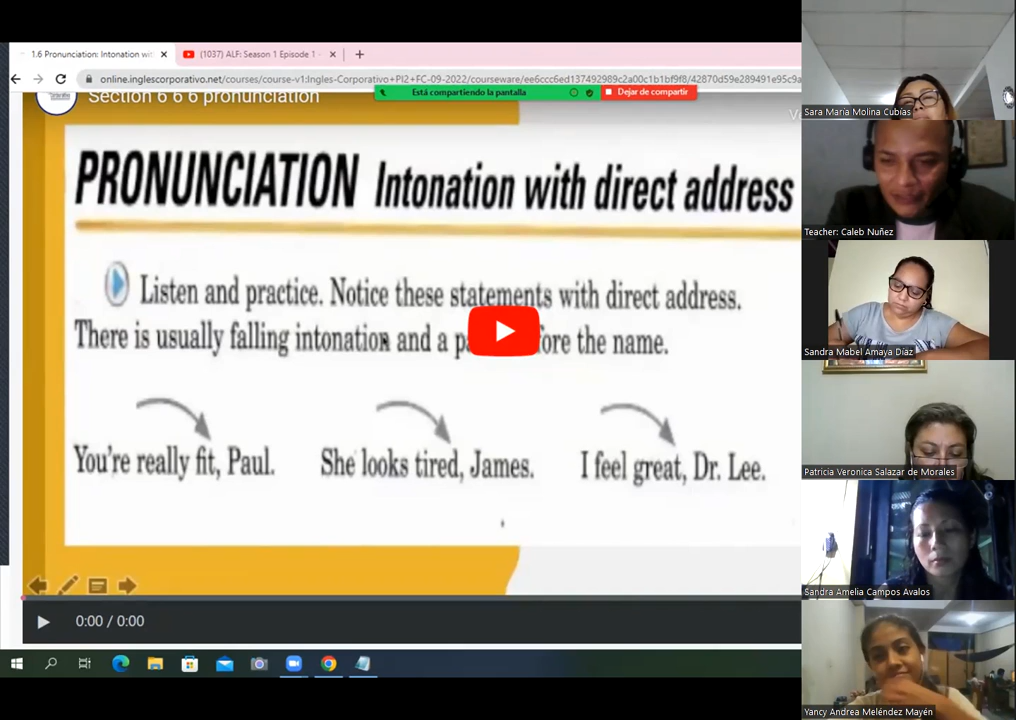 1.6 Pronunciation: Intonation wit
(1037) ALF: Season 1 Episode 1 -
online.inglescorporativo.net/courses/course-v1:Ingles-Corporativo+PI2+FC-09-2022/courseware/ee6ccc6ed137492989c2a00c1b1bf9f8/42870d59e289491e95c9a
Está compartiendo la pantalla
Dejar de compartir
Section 6 6 6 pronunciation
PRONUNCIATION Intonation with direct address
Listen and practice. Notice these statements with direct address.
There is usually falling intonation and a pa fore the name.
You're really fit, Paul. She looks tired, James. I feel great, Dr. Lee.
0:00 / 0:00
Sara María Molina Cubías
Teacher: Caleb Nuñez
Sandra Mabel Amaya Díaz
Patricia Veronica Salazar de Morales
Sandra Amelia Campos Avalos
Yancy Andrea Meléndez Mayén